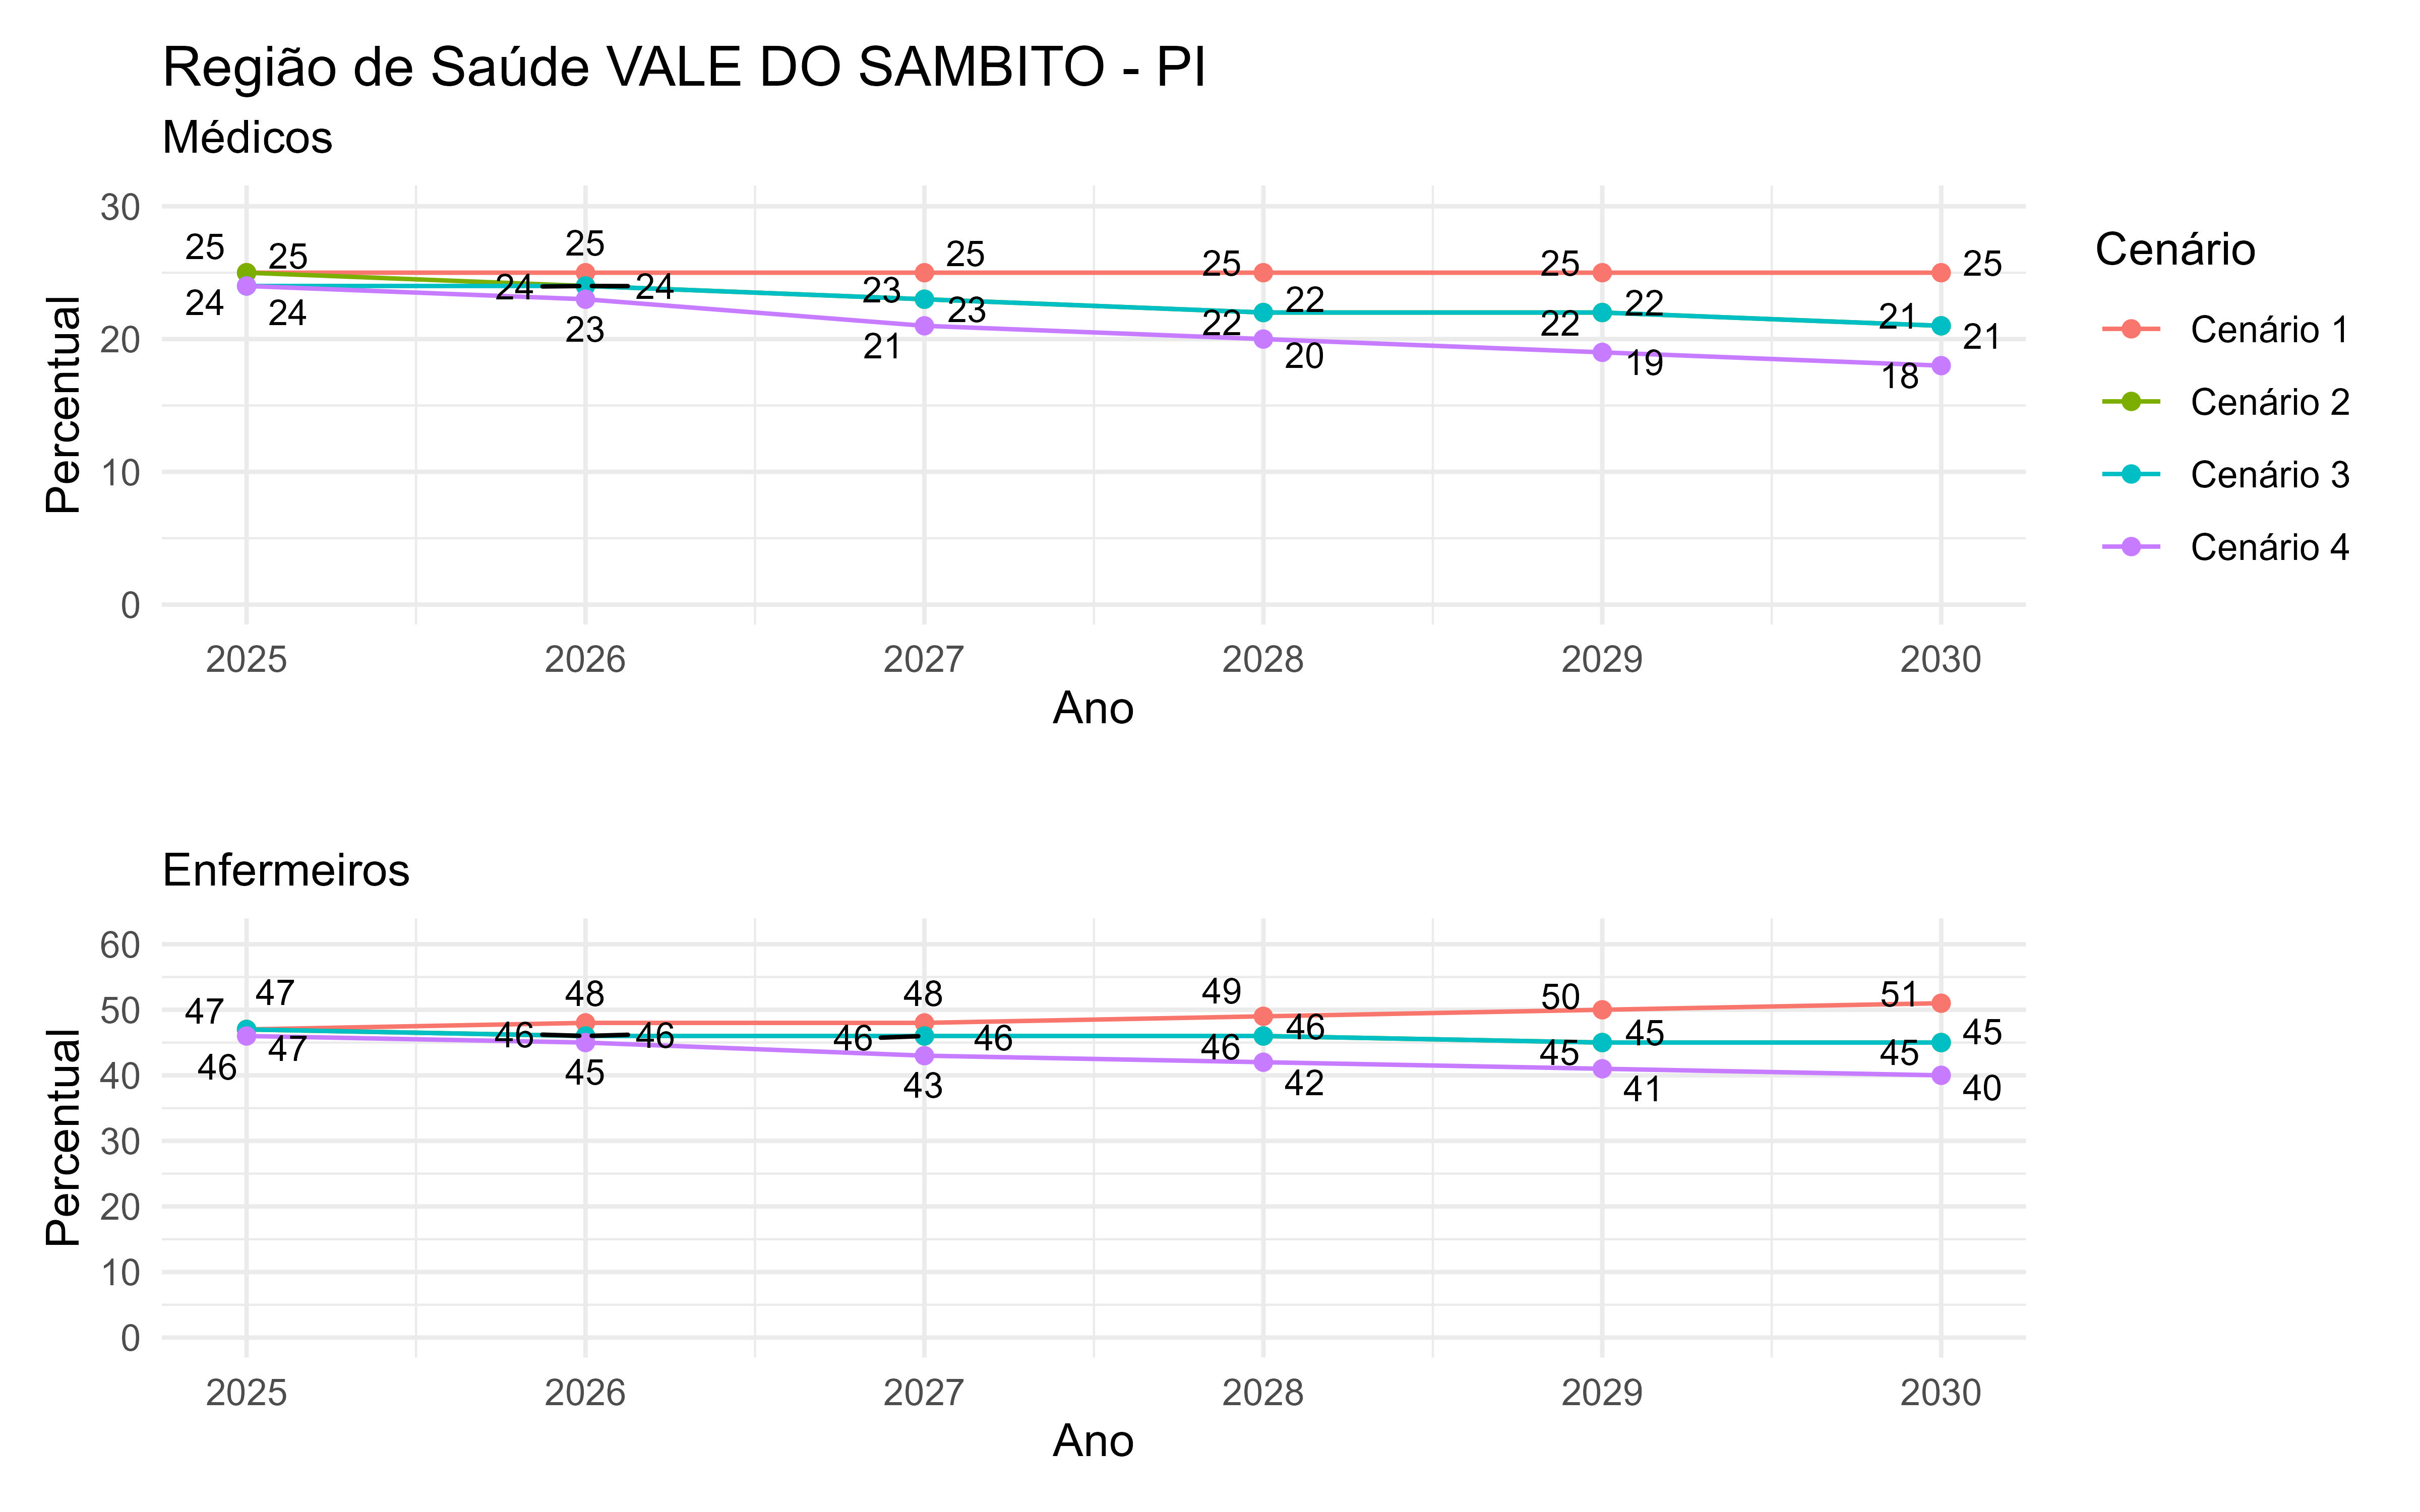 Região de Saúde VALE DO SAMBITO - PI
Médicos
Percentual
30
20
10
0
25 25 25 25 25 25 25
24 24 24 24 23 23 22 22 22 22 21 21
23 21 20 19 18
2025 2026 2027 2028 2029 2030
Ano
Cenário
Cenário 1
Cenário 2
Cenário 3
Cenário 4
Enfermeiros
Percentual
60
50
40
30
20
10
0
47 47 48 48 49 50 51
47 46 46 46 46 46 46 45 45 45 45
46 45 43 42 41 40
2025 2026 2027 2028 2029 2030
Ano